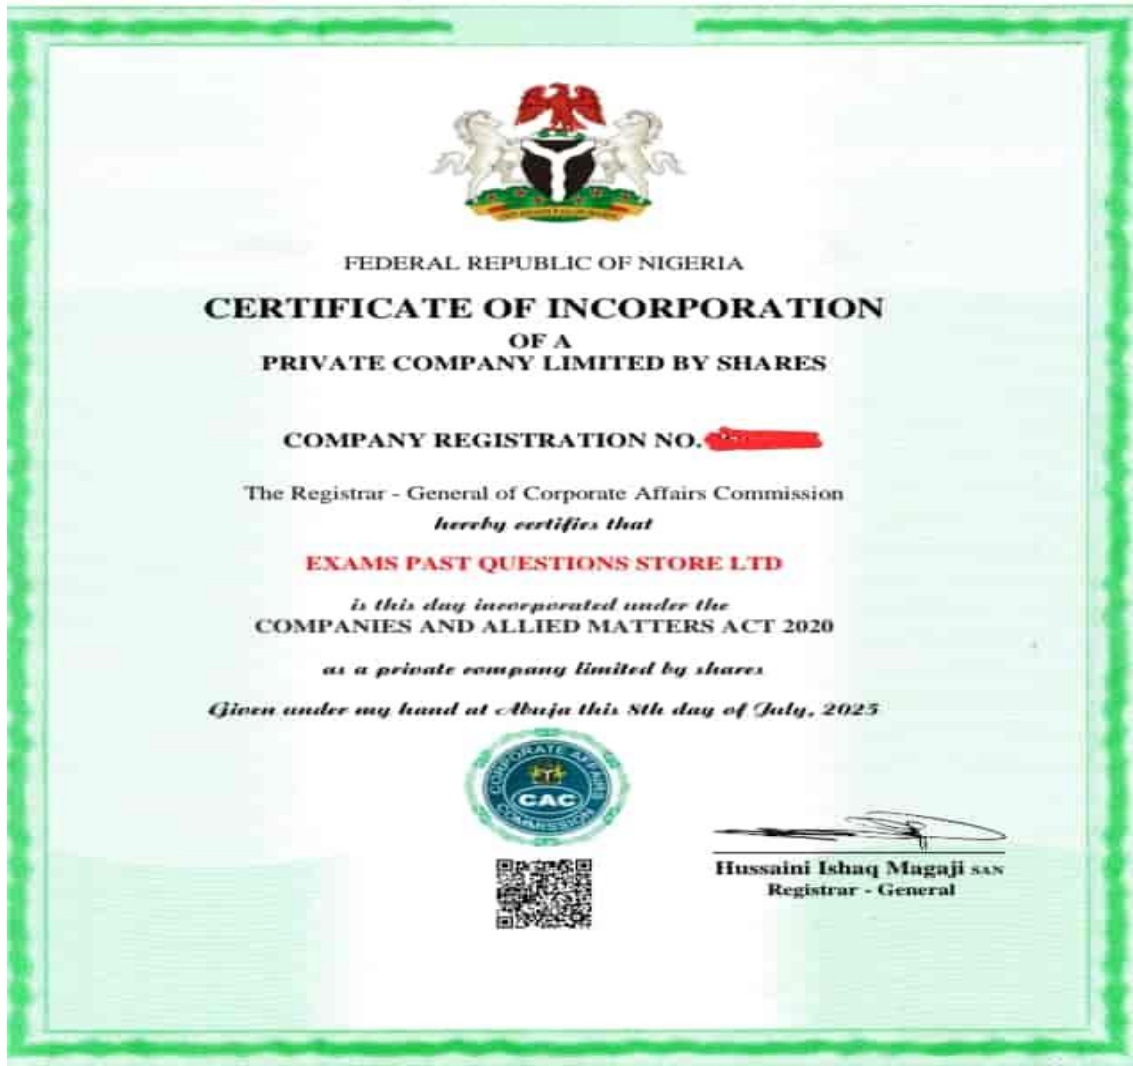 FEDERAL REPUBLIC OF NIGERIA
CERTIFICATE OF INCORPORATION
OF A
PRIVATE COMPANY LIMITED BY SHARES
COMPANY REGISTRATION NO.
The Registrar - General of Corporate Affairs Commission
hereby certifies that
EXAMS PAST QUESTIONS STORE LTD
is this day incorporated under the
COMPANIES AND ALLIED MATTERS ACT 2020
as a private company limited by shares
Given under my hand at Abuja this 8th day of July, 2025
CORPORATE AFFAIRS
CAC
COMMISSION
Hussaini Ishaq Magaji SAN
Registrar - General